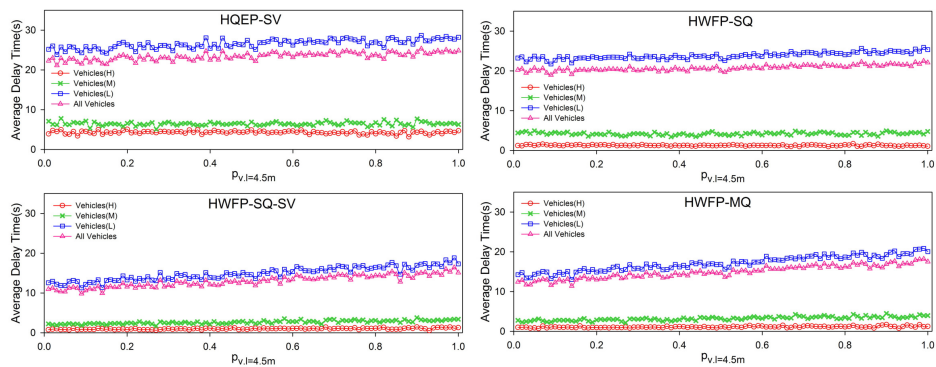 HQEP-SV
Average Delay Time(s)
30
20
10
0
Vehicles(H)
Vehicles(M)
Vehicles(L)
All Vehicles
0.0 0.2 0.4 0.6 0.8 1.0
pv.l=4.5m
HWFP-SQ
Average Delay Time(s)
30
20
10
0
Vehicles(H)
Vehicles(M)
Vehicles(L)
All Vehicles
0.0 0.2 0.4 0.6 0.8 1.0
pv.l=4.5m
HWFP-SQ-SV
Average Delay Time(s)
30
20
10
0
Vehicles(H)
Vehicles(M)
Vehicles(L)
All Vehicles
0.0 0.2 0.4 0.6 0.8 1.0
pv.l=4.5m
HWFP-MQ
Average Delay Time(s)
30
20
10
0
Vehicles(H)
Vehicles(M)
Vehicles(L)
All Vehicles
0.0 0.2 0.4 0.6 0.8 1.0
pv.l=4.5m